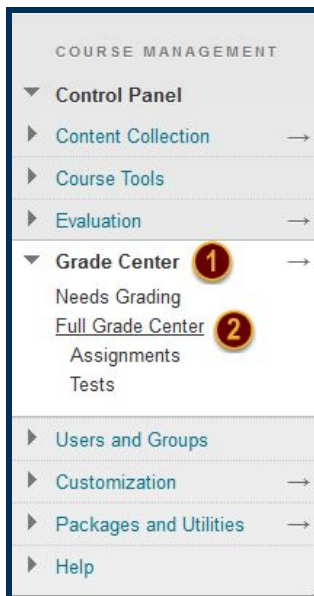 COURSE MANAGEMENT
Control Panel
Content Collection
Course Tools
Evaluation
Grade Center 1
Needs Grading
Full Grade Center 2
Assignments
Tests
Users and Groups
Customization
Packages and Utilities
Help